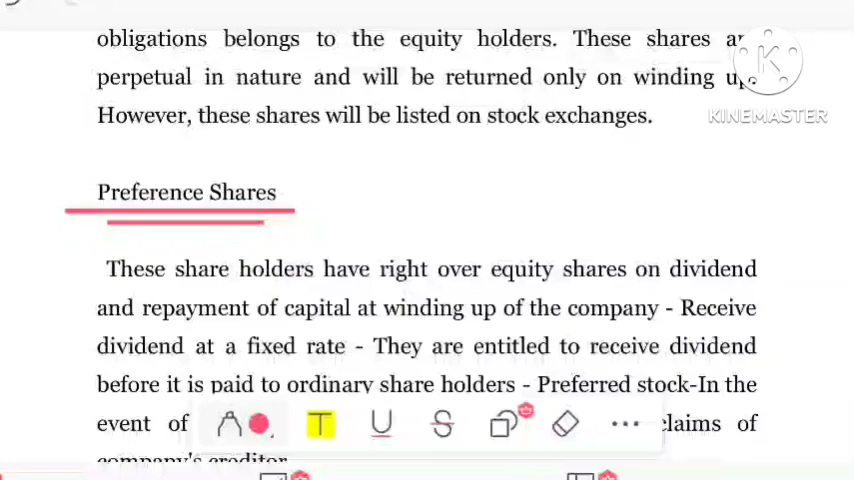 obligations belongs to the equity holders. These shares
perpetual in nature and will be returned only on winding up.
However, these shares will be listed on stock exchanges.
KINEMASTER
Preference Shares
These share holders have right over equity shares on dividend
and repayment of capital at winding up of the company - Receive
dividend at a fixed rate - They are entitled to receive dividend
before it is paid to ordinary share holders - Preferred stock-In the
event of claims of
company's creditor